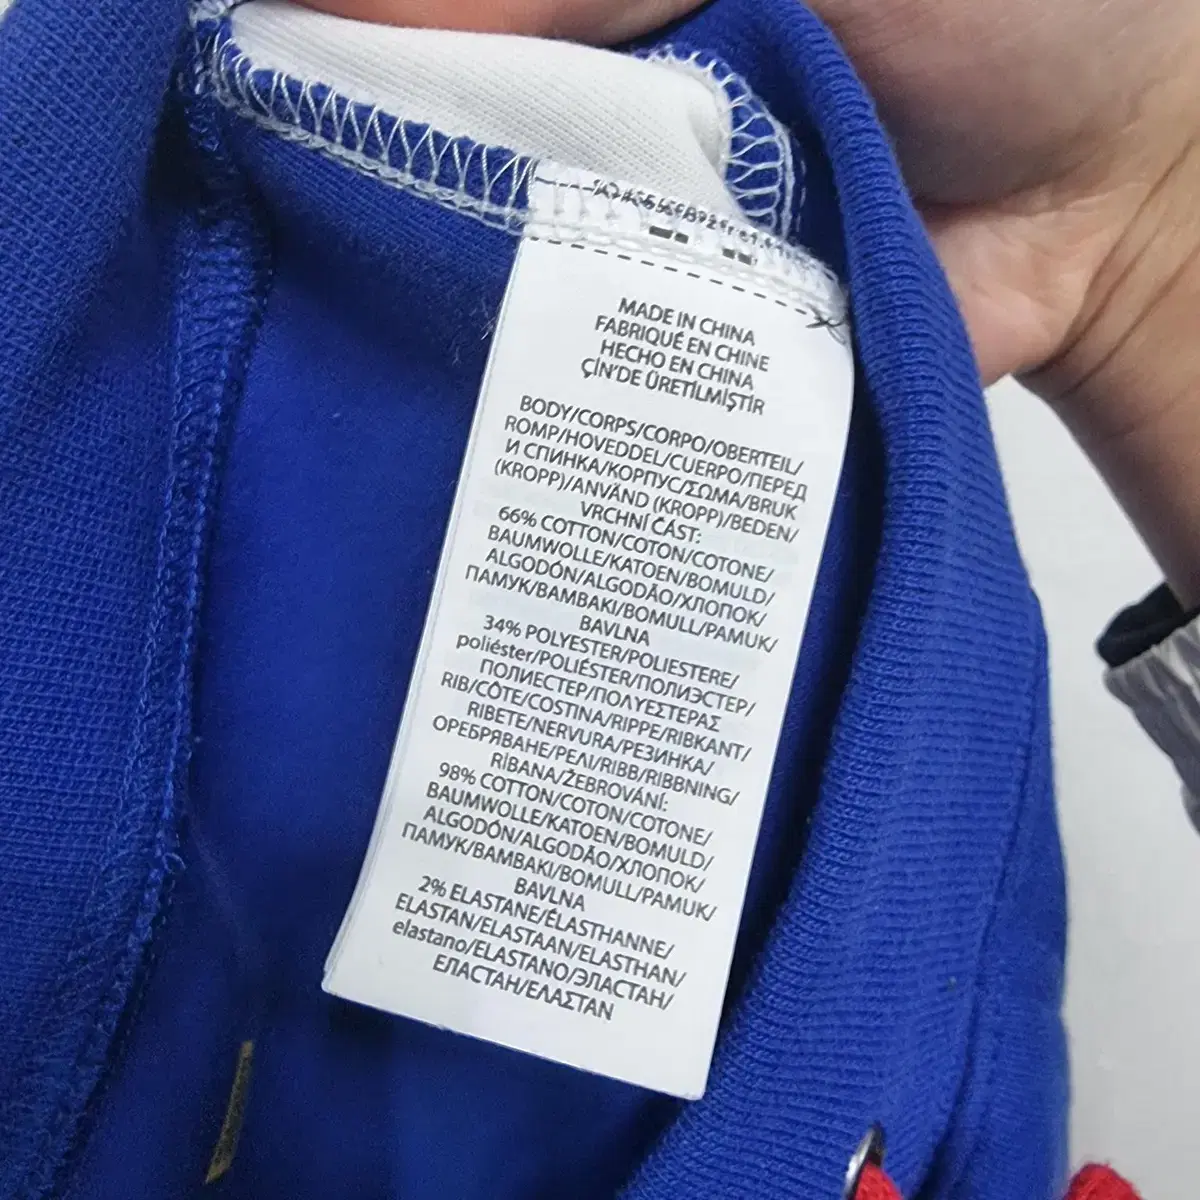 MADE IN CHINA
FABRIQUÉ EN CHINE
HECHO EN CHINA
ÇİN'DE ÜRETİLMİŞTİR
BODY/CORPS/CORPO/OBERTEIL/
ROMP/HOVEDDEL/CUERPO/ПЕРЕД
И СПИНКА/КОРПУС/ΣΩΜΑ/BRUK
(KROPP)/ANVÄND (KROPP)/BEDEN/
VRCHNÍ ČÁST:
66% COTTON/COTON/COTONE/
BAUMWOLLE/KATOEN/BOMULD/
ALGODÓN/ALGODÃO/ХЛОПОК/
ПАМУК/ΒΑΜΒΑΚΙ/BOMULL/PAMUK/
BAVLNA
34% POLYESTER/POLIESTERE/
poliéster/POLIÉSTER/ПОЛИЭСТЕР/
ПОЛИЕСТЕР/ΠΟΛΥΕΣΤΕΡΑΣ
RIB/CÔTE/COSTINA/RIPPE/RIBKANT/
RIBETE/NERVURA/РЕЗИНКА/
ОРЕБРЯВАНЕ/ΡΕΛΙ/RIBB/RIBBNING/
RİBANA/ŽEBROVÁNÍ:
98% COTTON/COTON/COTONE/
BAUMWOLLE/KATOEN/BOMULD/
ALGODÓN/ALGODÃO/ХЛОПОК/
ПАМУК/ΒΑΜΒΑΚΙ/BOMULL/PAMUK/
BAVLNA
2% ELASTANE/ÉLASTHANNE/
ELASTAN/ELASTAAN/ELASTHAN/
elastano/ELASTANO/ЭЛАСТАН/
ЕЛАСТАН/ΕΛΑΣΤΑΝ